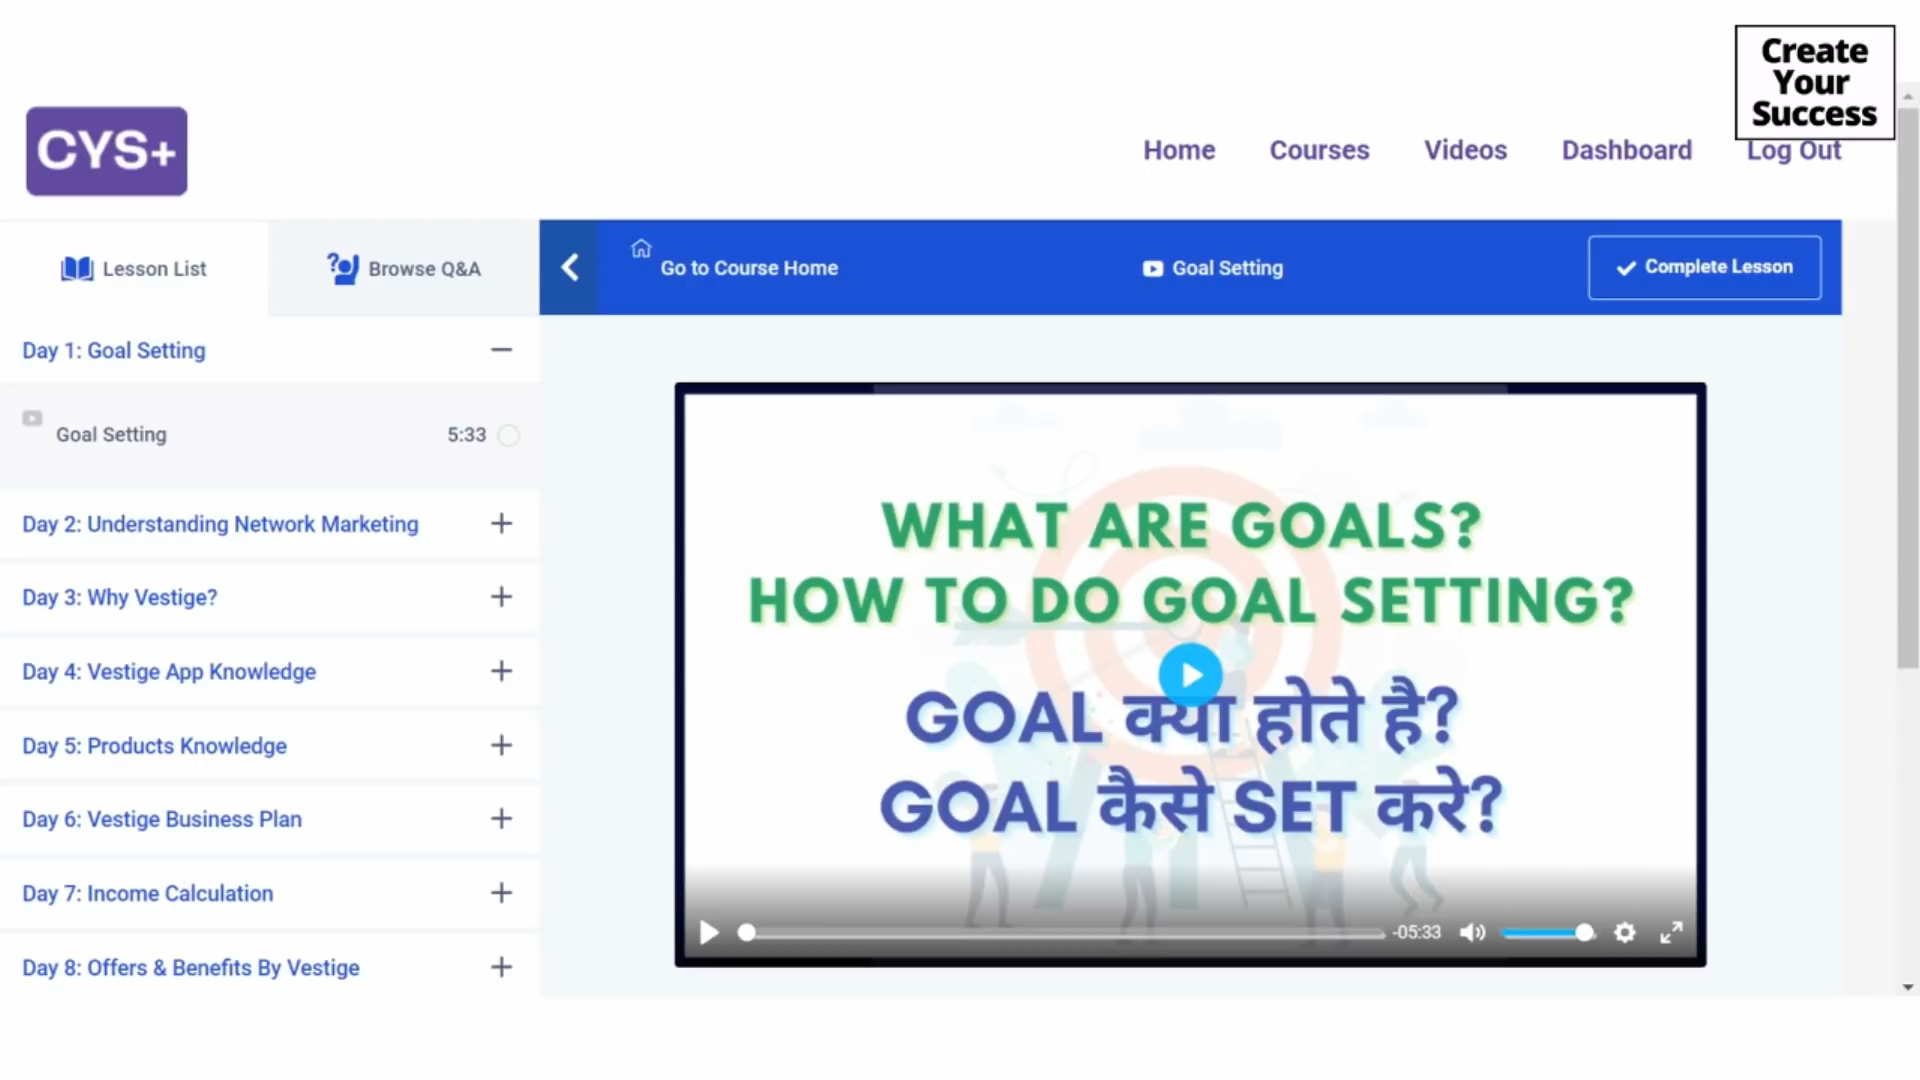 Create
Your
Success
CYS+
Home
Courses
Videos
Dashboard
Log Out
Lesson List
Browse Q&A
Go to Course Home
Goal Setting
Complete Lesson
Day 1: Goal Setting
Goal Setting
5:33
Day 2: Understanding Network Marketing
Day 3: Why Vestige?
Day 4: Vestige App Knowledge
Day 5: Products Knowledge
Day 6: Vestige Business Plan
Day 7: Income Calculation
Day 8: Offers & Benefits By Vestige
WHAT ARE GOALS?
HOW TO DO GOAL SETTING?
GOAL क्या होते है?
GOAL कैसे SET करे?
-05:33